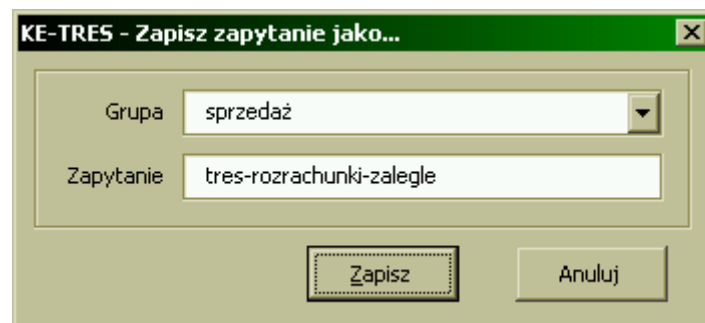 KE-TRES - Zapisz zapytanie jako...
Grupa sprzedaż
Zapytanie tres-rozrachunki-zalegle
Zapisz Anuluj